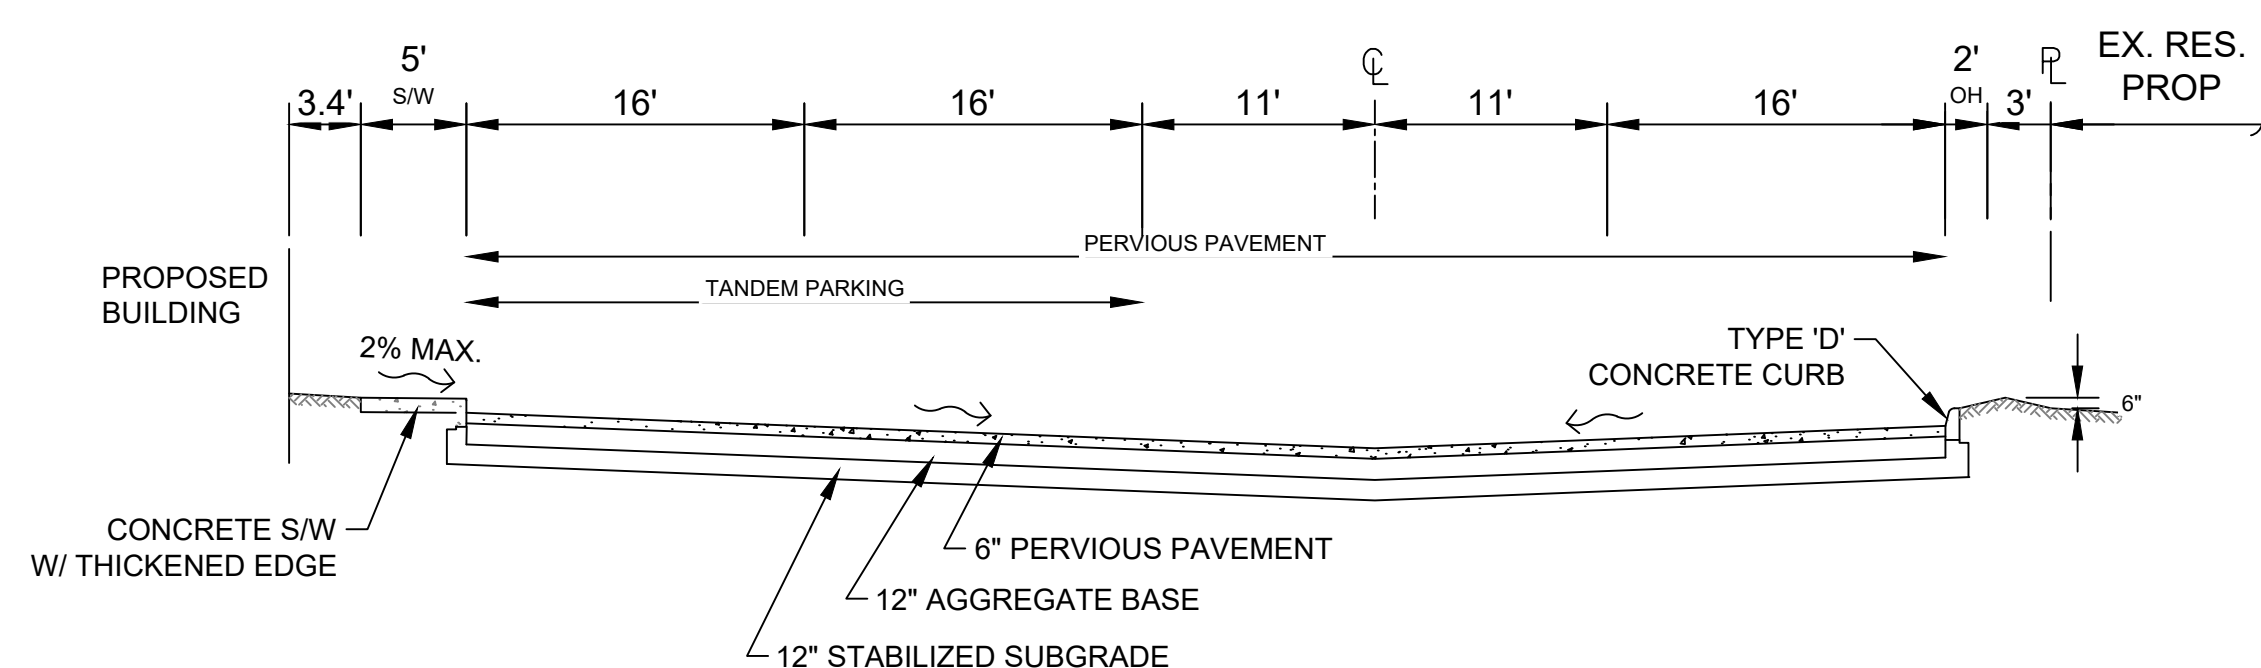 5'
S/W
3.4'
16'
16'
11'
℄
11'
16'
2'
OH
3'
PL
EX. RES.
PROP
PERVIOUS PAVEMENT
TANDEM PARKING
PROPOSED
BUILDING
2% MAX.
TYPE 'D'
CONCRETE CURB
6"
CONCRETE S/W
W/ THICKENED EDGE
6" PERVIOUS PAVEMENT
12" AGGREGATE BASE
12" STABILIZED SUBGRADE